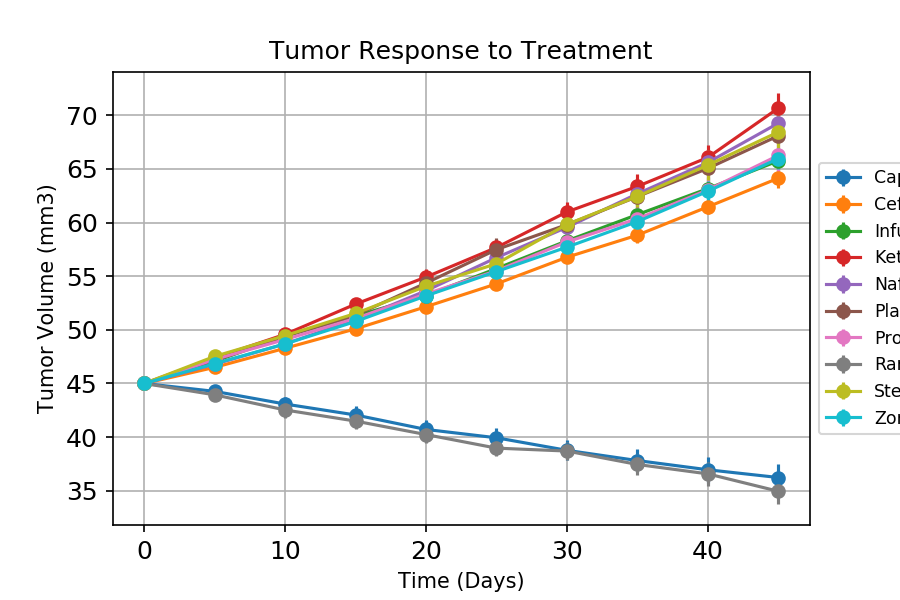 Tumor Response to Treatment
Tumor Volume (mm3)
70
65
60
55
50
45
40
35
0 10 20 30 40
Time (Days)
Cap
Cef
Infu
Ket
Naf
Pla
Pro
Ran
Ste
Zon